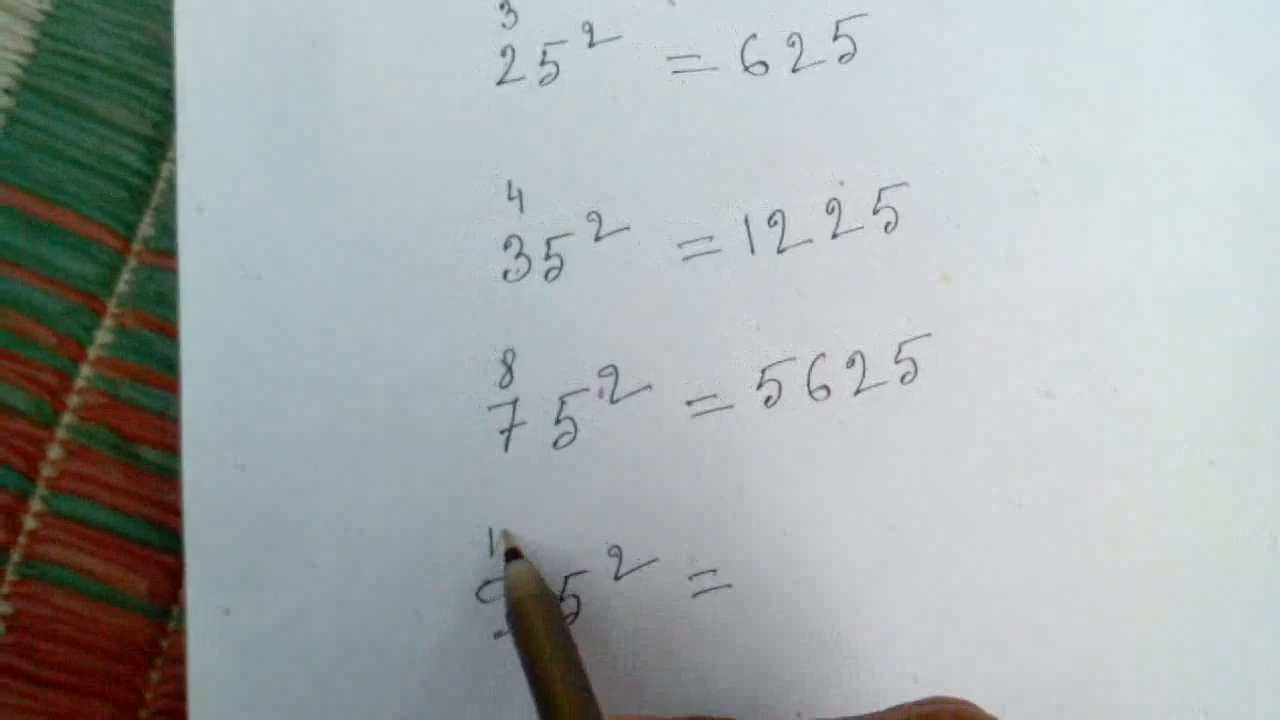 3
25² = 625
4
35² = 1225
8
75² = 5625
1
5² =